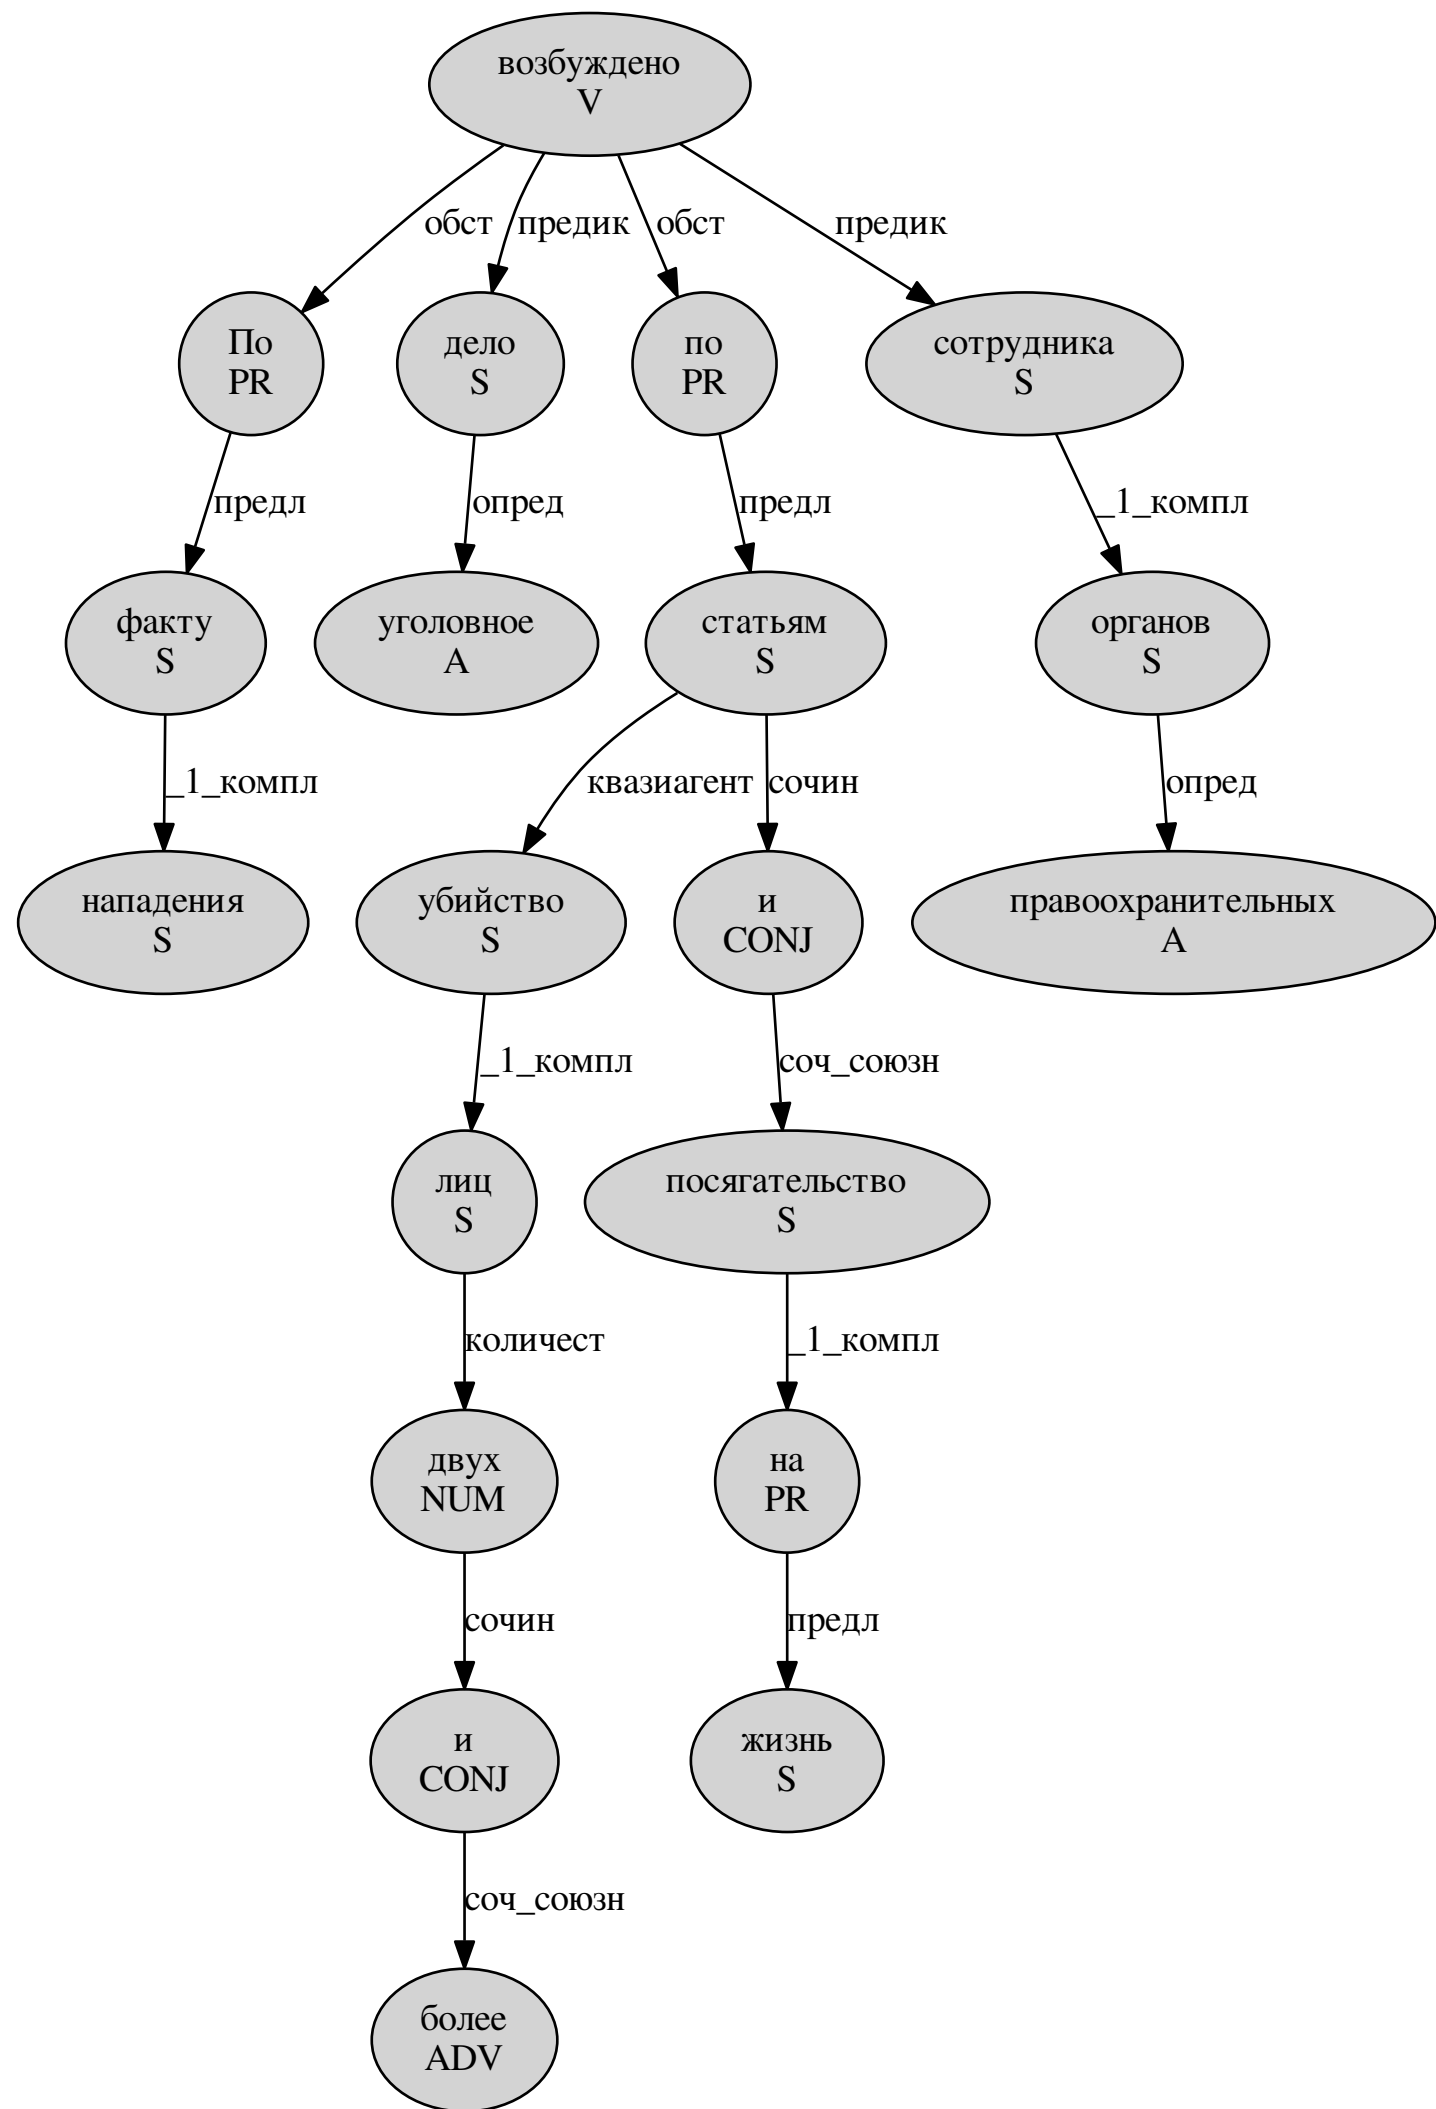 возбуждено
V
обст
предик
обст
предик
По
PR
дело
S
по
PR
сотрудника
S
предл
опред
предл
_1_компл
факту
S
уголовное
A
статьям
S
органов
S
_1_компл
квазиагент
сочин
опред
нападения
S
убийство
S
и
CONJ
правоохранительных
A
_1_компл
соч_союзн
лиц
S
посягательство
S
количест
_1_компл
двух
NUM
на
PR
сочин
предл
и
CONJ
жизнь
S
соч_союзн
более
ADV